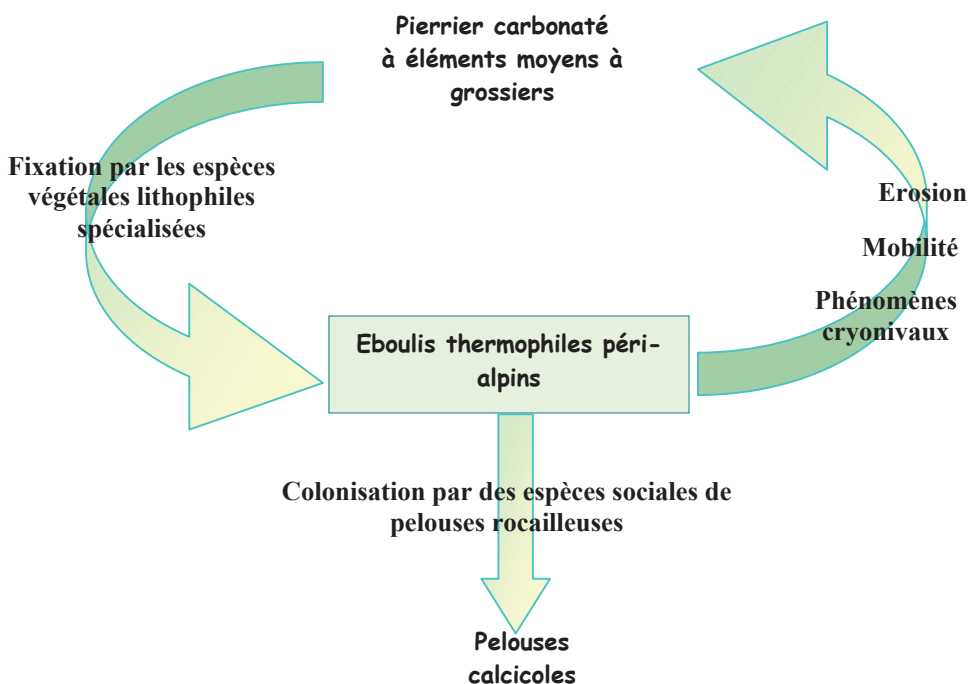 Pierrier carbonaté
à éléments moyens à
grossiers
Fixation par les espèces
végétales lithophiles
spécialisées
Erosion
Mobilité
Phénomènes
cryonivaux
Eboulis thermophiles péri-
alpins
Colonisation par des espèces sociales de
pelouses rocailleuses
Pelouses
calcicoles